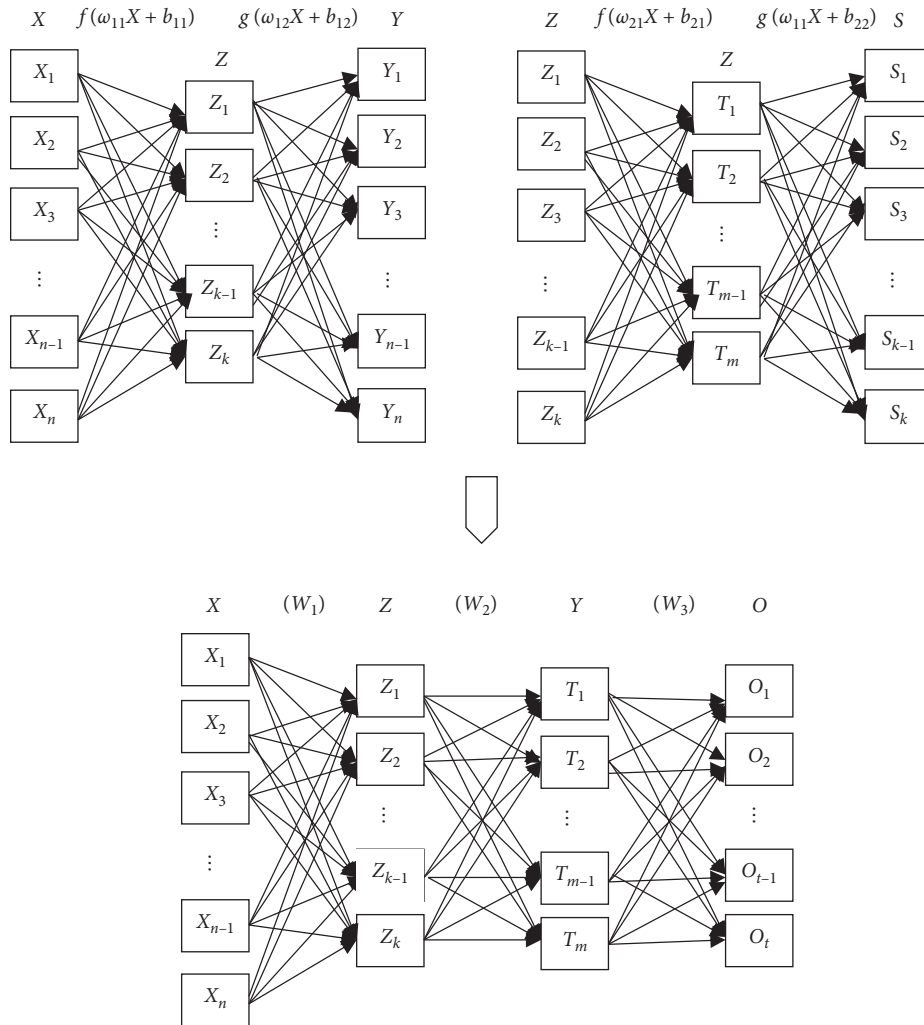 X f(ω₁₁X + b₁₁) g(ω₁₂X + b₁₂) Y
Z
X₁
X₂
X₃
⋮
Xₙ₋₁
Xₙ
Z₁
Z₂
⋮
Zₖ₋₁
Zₖ
Y₁
Y₂
Y₃
⋮
Yₙ₋₁
Yₙ
Z f(ω₂₁X + b₂₁) g(ω₁₁X + b₂₂) S
Z
Z₁
Z₂
Z₃
⋮
Zₖ₋₁
Zₖ
T₁
T₂
⋮
Tₘ₋₁
Tₘ
S₁
S₂
S₃
⋮
Sₖ₋₁
Sₖ
X (W₁) Z (W₂) Y (W₃) O
X₁
X₂
X₃
⋮
Xₙ₋₁
Xₙ
Z₁
Z₂
⋮
Zₖ₋₁
Zₖ
T₁
T₂
⋮
Tₘ₋₁
Tₘ
O₁
O₂
⋮
Oₜ₋₁
Oₜ